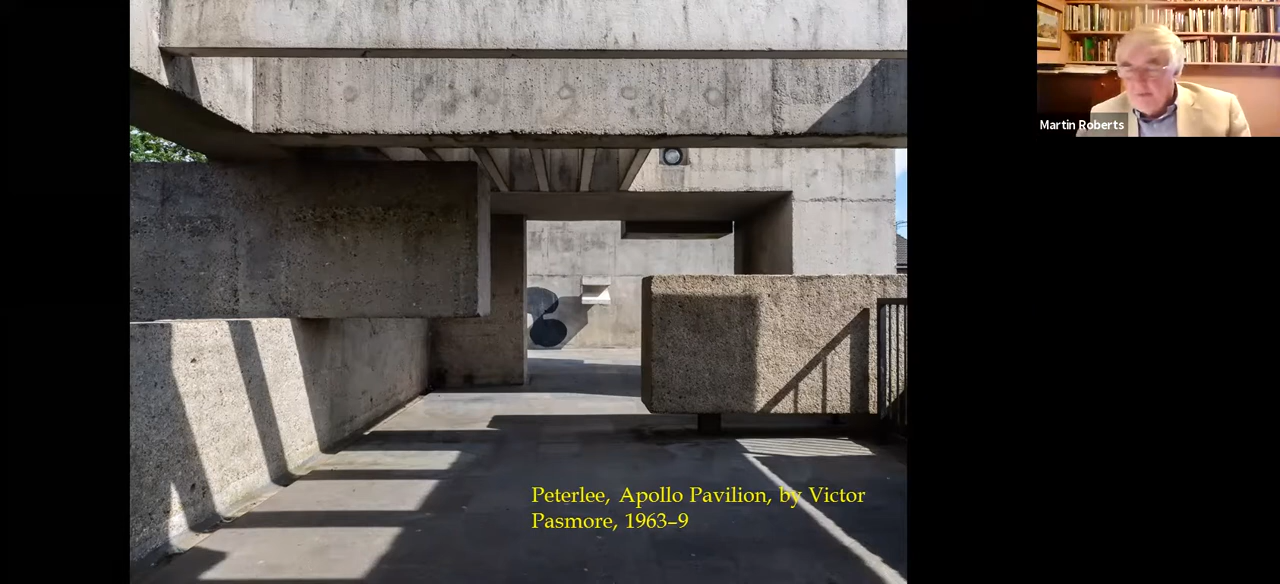 Martin Roberts
Peterlee, Apollo Pavilion, by Victor
Pasmore, 1963–9